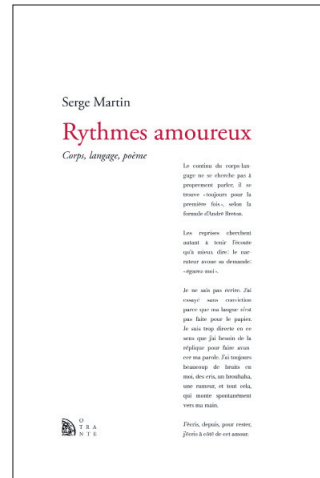 Serge Martin
Rythmes amoureux
Corps, langage, poème
Le continu du corps-lan-
gage ne se cherche pas à
proprement parler, il se
trouve «toujours pour la
première fois», selon la
formule d'André Breton.
Les reprises cherchent
autant à tenir l'écoute
qu'à mieux dire: le nar-
rateur avoue sa demande:
«égarez-moi».
Je ne sais pas écrire. J'ai
essayé sans conviction
parce que ma langue n'est
pas faite pour le papier.
Je suis trop directe en ce
sens que j'ai besoin de la
réplique pour faire avan-
cer ma parole. J'ai toujours
beaucoup de bruits en
moi, des cris, un brouhaha,
une rumeur, et tout cela,
qui monte spontanément
vers ma main.
J'écris, depuis, pour rester,
j'écris à côté de cet amour.
O
TRA
NTE